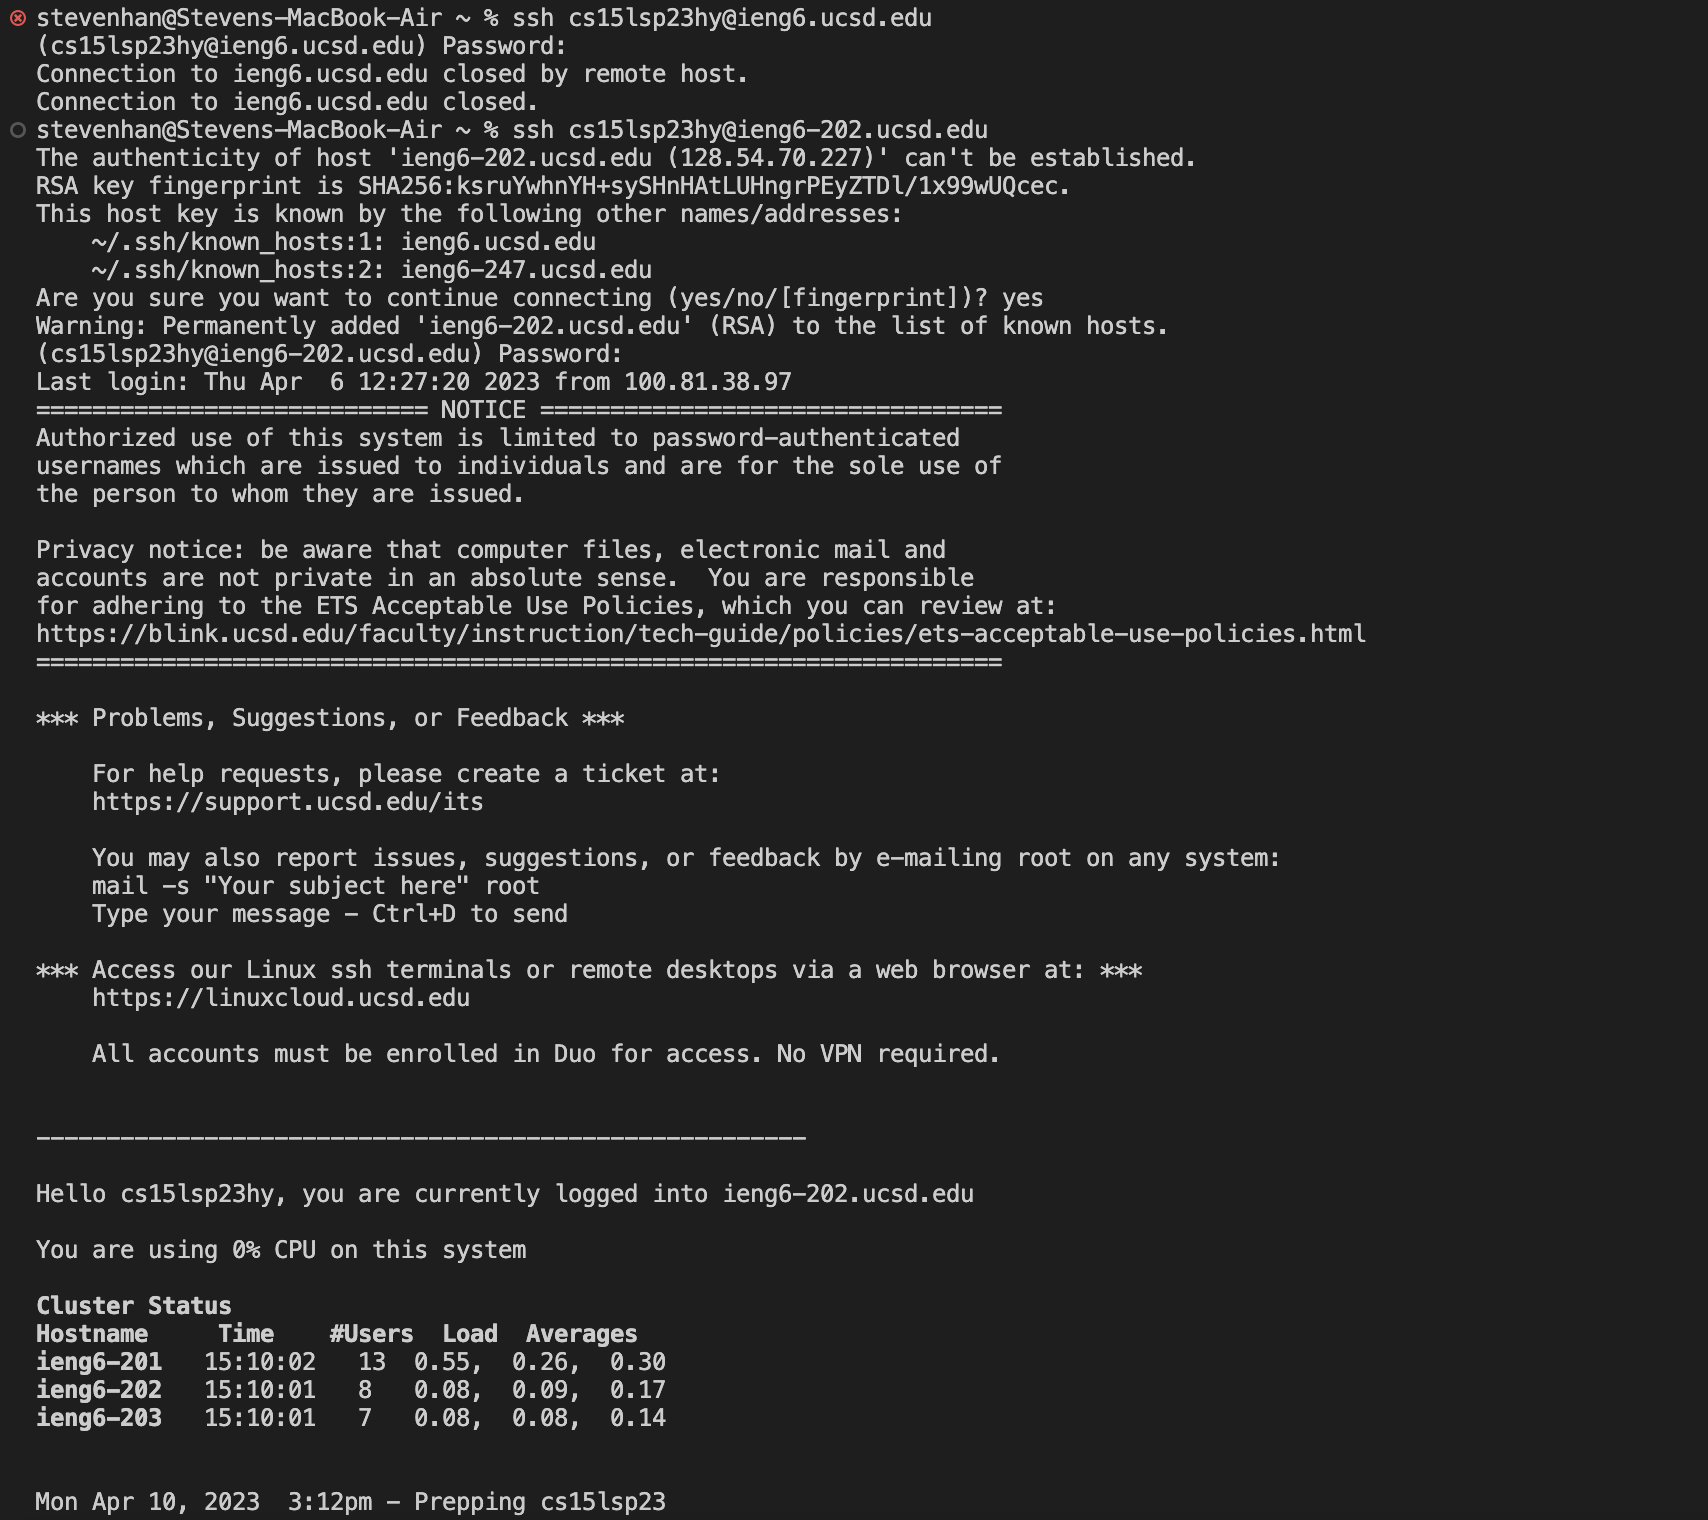 stevenhan@Stevens-MacBook-Air ~ % ssh cs15lsp23hy@ieng6.ucsd.edu
(cs15lsp23hy@ieng6.ucsd.edu) Password:
Connection to ieng6.ucsd.edu closed by remote host.
Connection to ieng6.ucsd.edu closed.
stevenhan@Stevens-MacBook-Air ~ % ssh cs15lsp23hy@ieng6-202.ucsd.edu
The authenticity of host 'ieng6-202.ucsd.edu (128.54.70.227)' can't be established.
RSA key fingerprint is SHA256:ksruYwhnYH+sySHnHAtLUHngrPEyZTDl/1x99wUQcec.
This host key is known by the following other names/addresses:
    ~/.ssh/known_hosts:1: ieng6.ucsd.edu
    ~/.ssh/known_hosts:2: ieng6-247.ucsd.edu
Are you sure you want to continue connecting (yes/no/[fingerprint])? yes
Warning: Permanently added 'ieng6-202.ucsd.edu' (RSA) to the list of known hosts.
(cs15lsp23hy@ieng6-202.ucsd.edu) Password:
Last login: Thu Apr  6 12:27:20 2023 from 100.81.38.97
============================ NOTICE =================================
Authorized use of this system is limited to password-authenticated
usernames which are issued to individuals and are for the sole use of
the person to whom they are issued.

Privacy notice: be aware that computer files, electronic mail and
accounts are not private in an absolute sense.  You are responsible
for adhering to the ETS Acceptable Use Policies, which you can review at:
https://blink.ucsd.edu/faculty/instruction/tech-guide/policies/ets-acceptable-use-policies.html
=====================================================================

*** Problems, Suggestions, or Feedback ***

    For help requests, please create a ticket at:
    https://support.ucsd.edu/its

    You may also report issues, suggestions, or feedback by e-mailing root on any system:
    mail -s "Your subject here" root
    Type your message - Ctrl+D to send

*** Access our Linux ssh terminals or remote desktops via a web browser at: ***
    https://linuxcloud.ucsd.edu

    All accounts must be enrolled in Duo for access. No VPN required.

-------------------------------------------------------

Hello cs15lsp23hy, you are currently logged into ieng6-202.ucsd.edu

You are using 0% CPU on this system

Cluster Status
Hostname     Time    #Users  Load  Averages
ieng6-201   15:10:02   13  0.55,  0.26,  0.30
ieng6-202   15:10:01   8   0.08,  0.09,  0.17
ieng6-203   15:10:01   7   0.08,  0.08,  0.14

Mon Apr 10, 2023  3:12pm - Prepping cs15lsp23